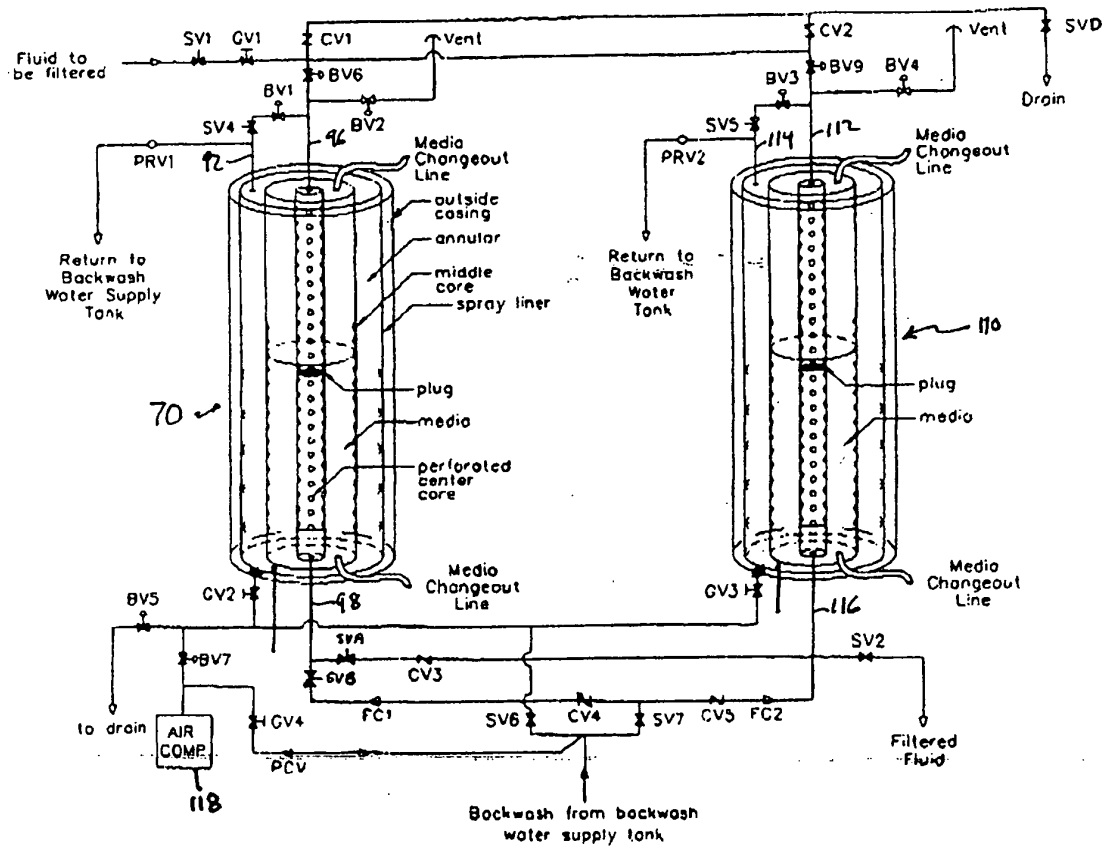 SV1
GV1
CV1
Vent
CV2
Vent
SVD
Fluid to
be filtered
BV6
BV1
BV2
BV3
BV9
BV4
Drain
SV4
PRV1
92
96
Media
Changeout
Line
SV5
PRV2
114
112
Media
Changeout
Line
outside
casing
annular
middle
core
spray liner
Return to
Backwash
Water Supply
Tank
Return to
Backwash
Water
Tank
110
plug
70
media
perforated
center
core
plug
media
Media
Changeout
Line
Media
Changeout
Line
GV2
98
GV3
116
BV5
SVA
SV2
BV7
CV3
SVB
to drain
FC1
SV6
CV4
SV7
CV5
FC2
AIR
COMP.
GV4
PCV
Filtered
Fluid
118
Backwash from backwash
water supply tank